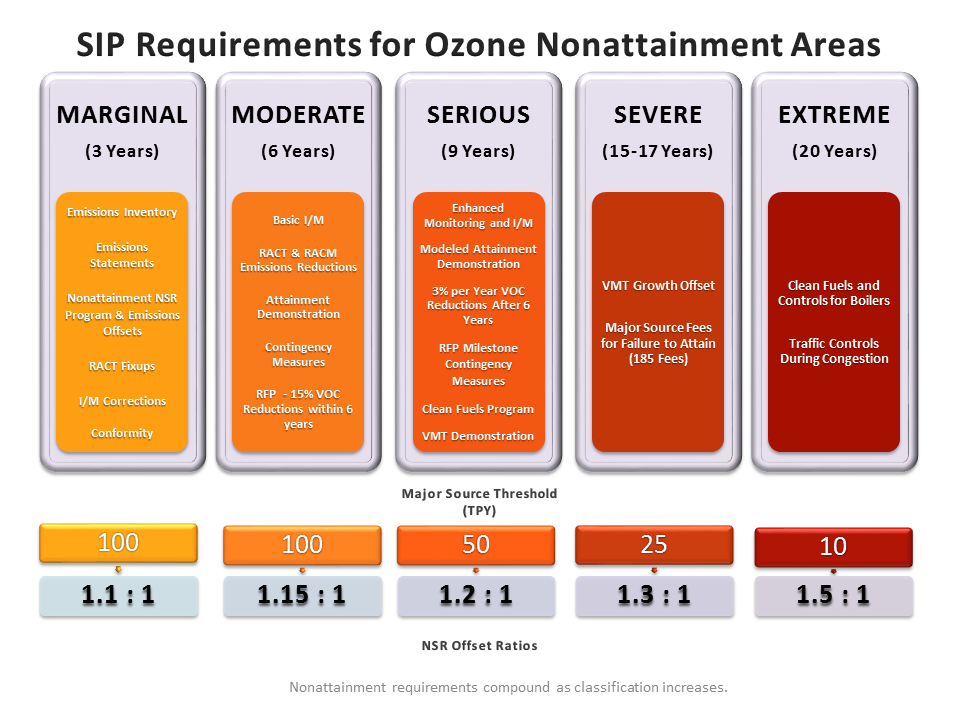 SIP Requirements for Ozone Nonattainment Areas
MARGINAL
(3 Years)
Emissions Inventory
Emissions
Statements
Nonattainment NSR
Program & Emissions
Offsets
RACT Fixups
I/M Corrections
Conformity
MODERATE
(6 Years)
Basic I/M
RACT & RACM
Emissions Reductions
Attainment
Demonstration
Contingency
Measures
RFP - 15% VOC
Reductions within 6
years
SERIOUS
(9 Years)
Enhanced
Monitoring and I/M
Modeled Attainment
Demonstration
3% per Year VOC
Reductions After 6
Years
RFP Milestone
Contingency
Measures
Clean Fuels Program
VMT Demonstration
SEVERE
(15-17 Years)
VMT Growth Offset
Major Source Fees
for Failure to Attain
(185 Fees)
EXTREME
(20 Years)
Clean Fuels and
Controls for Boilers
Traffic Controls
During Congestion
Major Source Threshold
(TPY)
100
100
50
25
10
1.1 : 1
1.15 : 1
1.2 : 1
1.3 : 1
1.5 : 1
NSR Offset Ratios
Nonattainment requirements compound as classification increases.